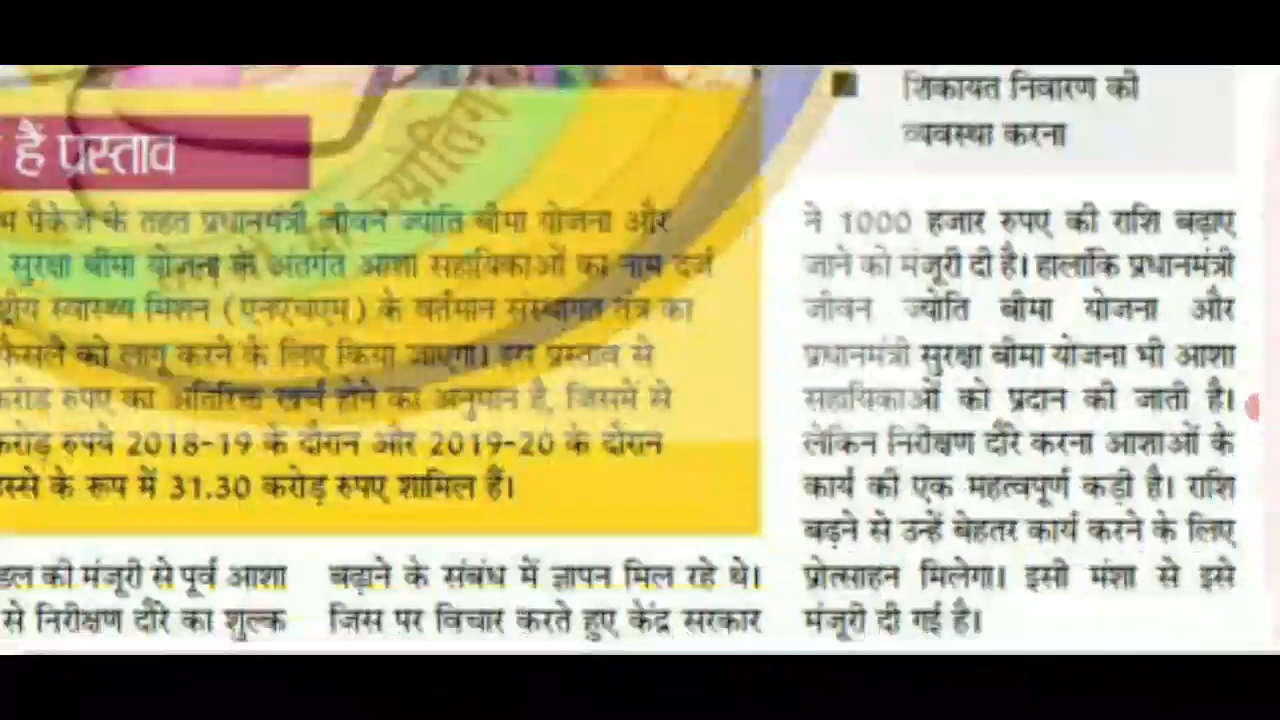 शिकायत निवारण की
व्यवस्था करना
है प्रस्ताव
ज्योतिग
पैकेज के तहत प्रधानमंत्री जीवन ज्योति बीमा योजना और
सुरक्षा बीमा योजना के अंतर्गत आशा सहायिकाओं का नाम दर्ज
स्वास्थ्य मिशन (एनएचएम) के वर्तमान संस्थागत तंत्र का
फैसले को लागू करने के लिए किया जाएगा। इस प्रस्ताव से
करोड़ रुपए का अतिरिक्त खर्च होने का अनुमान है, जिसमें से
करोड़ रुपये 2018-19 के दौरान और 2019-20 के दौरान
के रूप में 31.30 करोड़ रुपए शामिल हैं।
की मंजूरी से पूर्व आशा
से निरीक्षण दौरे का शुल्क
बढ़ाने के संबंध में ज्ञापन मिल रहे थे।
जिस पर विचार करते हुए केंद्र सरकार
ने 1000 हजार रुपए की राशि बढ़ाए
जाने को मंजूरी दी है। हालांकि प्रधानमंत्री
जीवन ज्योति बीमा योजना और
प्रधानमंत्री सुरक्षा बीमा योजना भी आशा
सहायिकाओं को प्रदान की जाती है।
लेकिन निरीक्षण दौरे करना आशाओं के
कार्य की एक महत्वपूर्ण कड़ी है। राशि
बढ़ने से उन्हें बेहतर कार्य करने के लिए
प्रोत्साहन मिलेगा। इसी मंशा से इसे
मंजूरी दी गई है।